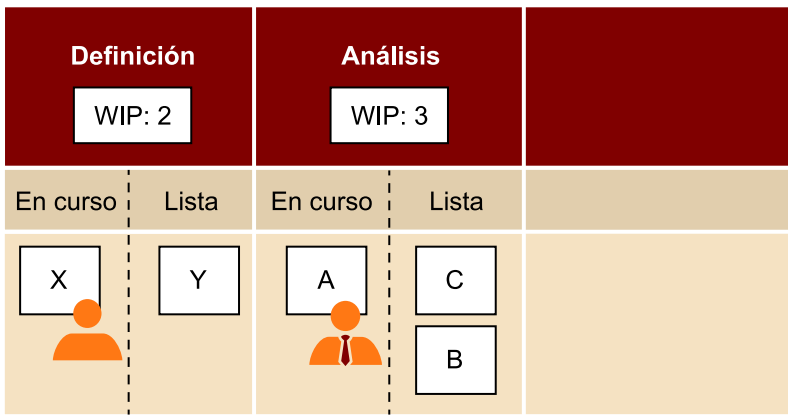 Definición Análisis
WIP: 2 WIP: 3
En curso Lista En curso Lista
X Y A C
B